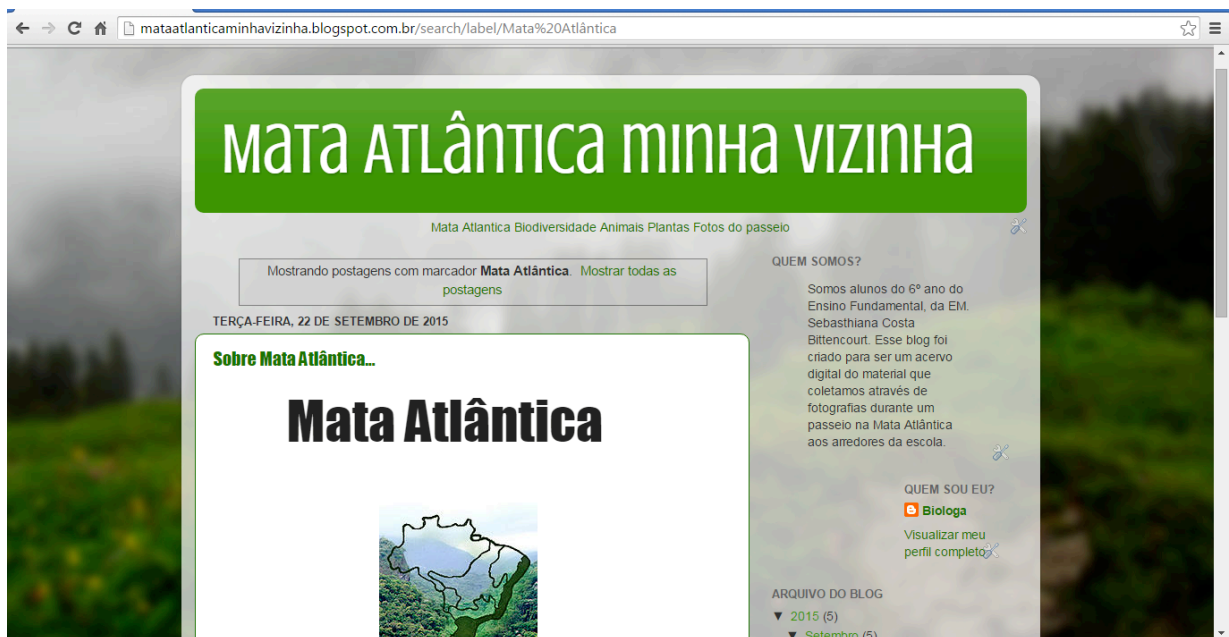 mataatlanticaminhavizinha.blogspot.com.br/search/label/Mata%20Atlântica
Mata Atlântica minha vizinha
Mata Atlantica Biodiversidade Animais Plantas Fotos do passeio
Mostrando postagens com marcador Mata Atlântica. Mostrar todas as
postagens
TERÇA-FEIRA, 22 DE SETEMBRO DE 2015
Sobre Mata Atlântica...
Mata Atlântica
QUEM SOMOS?
Somos alunos do 6º ano do
Ensino Fundamental, da EM.
Sebasthiana Costa
Bittencourt. Esse blog foi
criado para ser um acervo
digital do material que
coletamos através de
fotografias durante um
passeio na Mata Atlântica
aos arredores da escola.
QUEM SOU EU?
Biologa
Visualizar meu
perfil completo
ARQUIVO DO BLOG
▼ 2015 (5)
▼ Setembro (5)